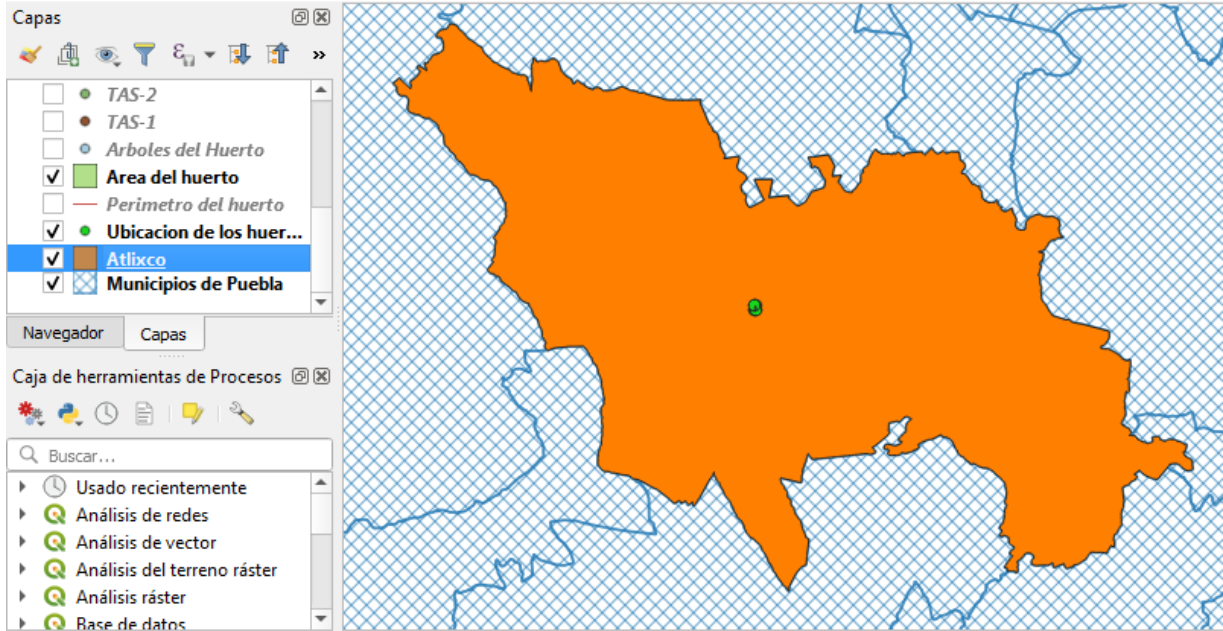 Capas
»
TAS-2
TAS-1
Arboles del Huerto
Area del huerto
Perimetro del huerto
Ubicacion de los huer...
Atlixco
Municipios de Puebla
Navegador
Capas
Caja de herramientas de Procesos
Buscar...
Usado recientemente
Análisis de redes
Análisis de vector
Análisis del terreno ráster
Análisis ráster
Base de datos